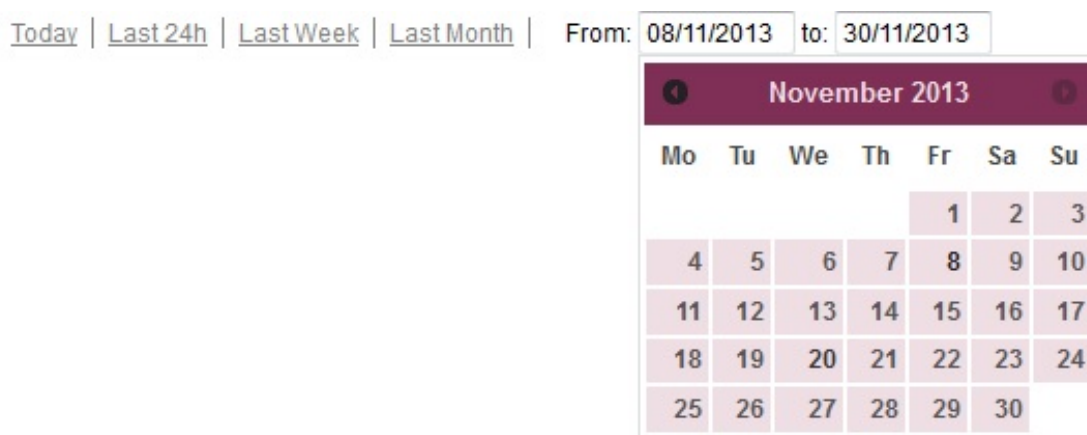 Today | Last 24h | Last Week | Last Month | From: 08/11/2013 to: 30/11/2013
November 2013
Mo Tu We Th Fr Sa Su
1 2 3
4 5 6 7 8 9 10
11 12 13 14 15 16 17
18 19 20 21 22 23 24
25 26 27 28 29 30